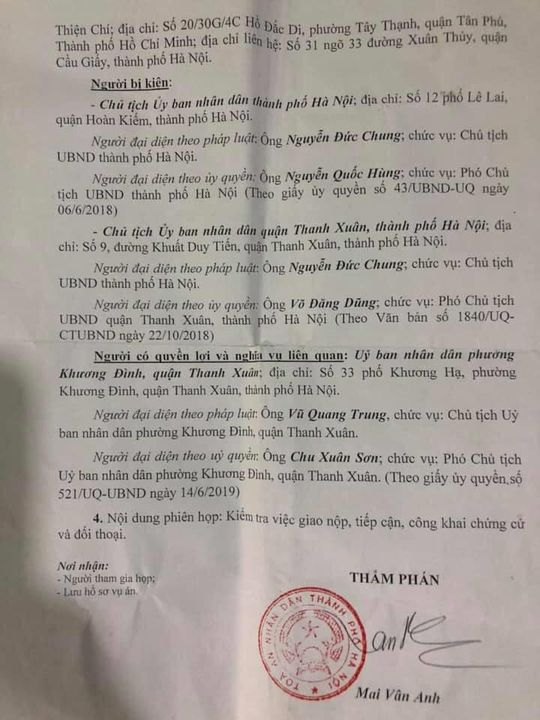 Thiện Chí; địa chỉ: Số 20/30G/4C Hồ Đắc Di, phường Tây Thạnh, quận Tân Phú,
Thành phố Hồ Chí Minh; địa chỉ liên hệ: Số 31 ngõ 33 đường Xuân Thủy, quận
Cầu Giấy, thành phố Hà Nội.
Người bị kiện:
- Chủ tịch Ủy ban nhân dân thành phố Hà Nội; địa chỉ: Số 12 phố Lê Lai,
quận Hoàn Kiếm, thành phố Hà Nội.
Người đại diện theo pháp luật: Ông Nguyễn Đức Chung; chức vụ: Chủ tịch
UBND thành phố Hà Nội.
Người đại diện theo ủy quyền: Ông Nguyễn Quốc Hùng; chức vụ: Phó Chủ
tịch UBND thành phố Hà Nội (Theo giấy ủy quyền số 43/UBND-UQ ngày
06/6/2018)
- Chủ tịch Ủy ban nhân dân quận Thanh Xuân, thành phố Hà Nội; địa
chỉ: Số 9, đường Khuất Duy Tiến, quận Thanh Xuân, thành phố Hà Nội.
Người đại diện theo pháp luật: Ông Nguyễn Đức Chung; chức vụ: Chủ tịch
UBND thành phố Hà Nội.
Người đại diện theo ủy quyền: Ông Võ Đăng Dũng; chức vụ: Phó Chủ tịch
UBND quận Thanh Xuân, thành phố Hà Nội (Theo Văn bản số 1840/UQ-
CTUBND ngày 22/10/2018)
Người có quyền lợi và nghĩa vụ liên quan: Uỷ ban nhân dân phường
Khương Đình, quận Thanh Xuân; địa chỉ: Số 33 phố Khương Hạ, phường
Khương Đình, quận Thanh Xuân, thành phố Hà Nội.
Người đại diện theo pháp luật: Ông Vũ Quang Trung, chức vụ: Chủ tịch Uỷ
ban nhân dân phường Khương Đình, quận Thanh Xuân.
Người đại diện theo uỷ quyền: Ông Chu Xuân Sơn; chức vụ: Phó Chủ tịch
Uỷ ban nhân dân phường Khương Đình, quận Thanh Xuân. (Theo giấy ủy quyền số
521/UQ-UBND ngày 14/6/2019)
4. Nội dung phiên họp: Kiểm tra việc giao nộp, tiếp cận, công khai chứng cứ
và đối thoại.
Nơi nhận:
- Người tham gia họp;
- Lưu hồ sơ vụ án.
THẨM PHÁN
TOÀ ÁN NHÂN DÂN THÀNH PHỐ HÀ NỘI
Mai Vân Anh